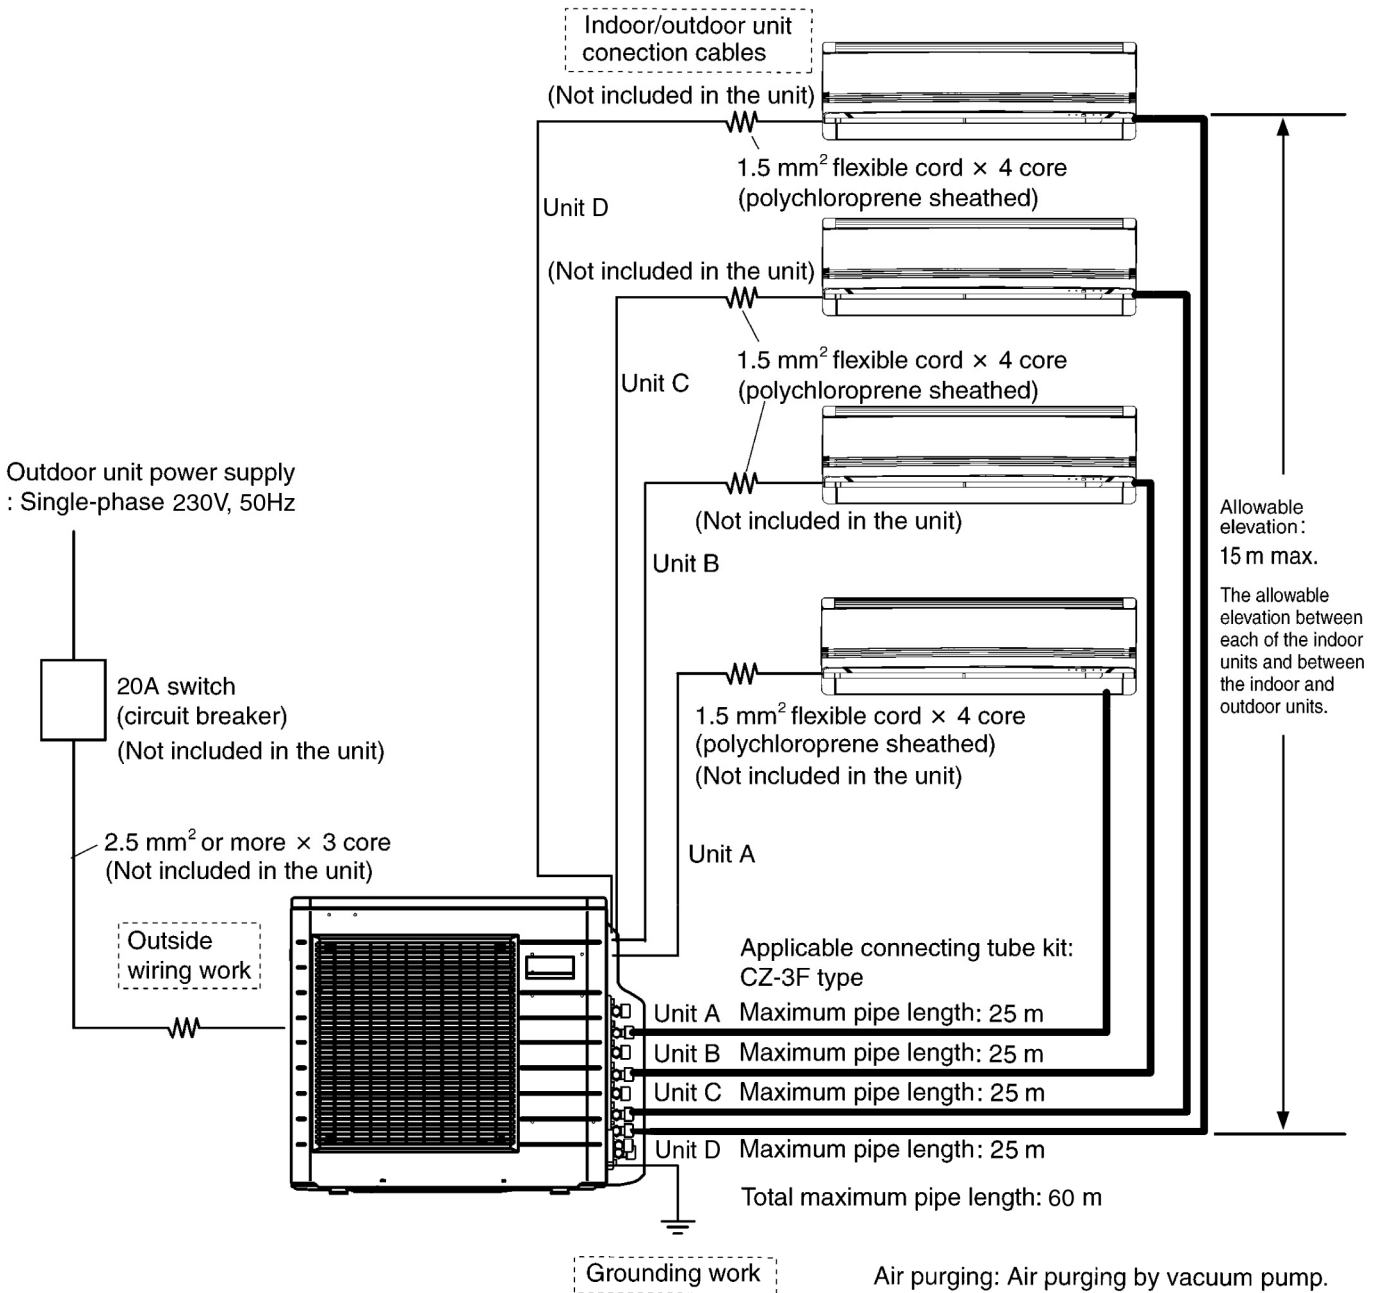 Indoor/outdoor unit
conection cables
(Not included in the unit)
1.5 mm² flexible cord × 4 core
(polychloroprene sheathed)
Unit D
(Not included in the unit)
1.5 mm² flexible cord × 4 core
(polychloroprene sheathed)
Unit C
Outdoor unit power supply
: Single-phase 230V, 50Hz
(Not included in the unit)
Unit B
Allowable
elevation:
15 m max.
The allowable
elevation between
each of the indoor
units and between
the indoor and
outdoor units.
20A switch
(circuit breaker)
(Not included in the unit)
1.5 mm² flexible cord × 4 core
(polychloroprene sheathed)
(Not included in the unit)
2.5 mm² or more × 3 core
(Not included in the unit)
Unit A
Outside
wiring work
Applicable connecting tube kit:
CZ-3F type
Unit A Maximum pipe length: 25 m
Unit B Maximum pipe length: 25 m
Unit C Maximum pipe length: 25 m
Unit D Maximum pipe length: 25 m
Total maximum pipe length: 60 m
Grounding work
Air purging: Air purging by vacuum pump.